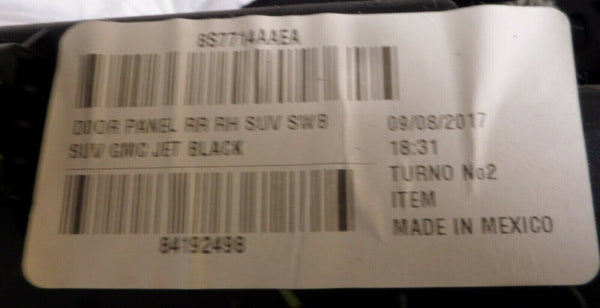 8S7714AAEA
DOOR PANEL RR RH SUV SWB
SUV GMC JET BLACK
84192498
09/08/2017
18:31
TURNO No2
ITEM
MADE IN MEXICO